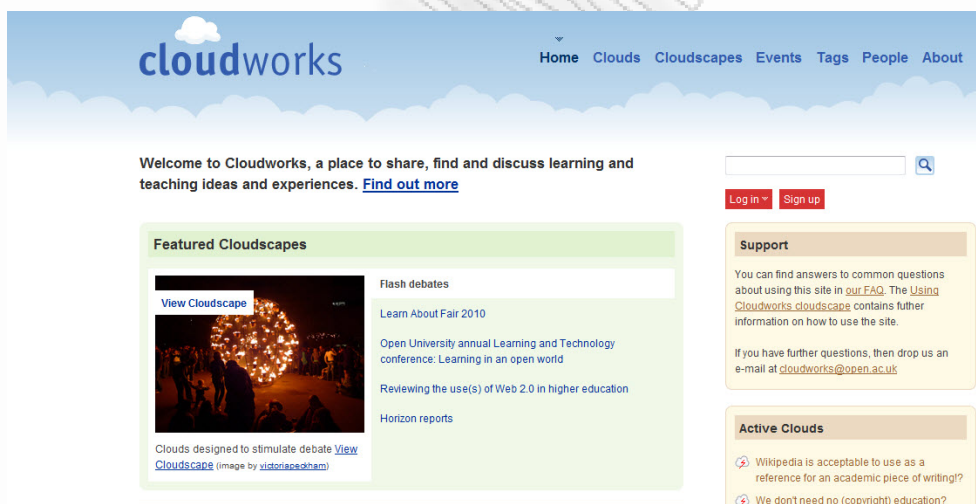 cloudworks
Home Clouds Cloudscapes Events Tags People About
Welcome to Cloudworks, a place to share, find and discuss learning and
teaching ideas and experiences. Find out more
Log in Sign up
Featured Cloudscapes
View Cloudscape
Clouds designed to stimulate debate View
Cloudscape (image by victoriapeckham)
Flash debates
Learn About Fair 2010
Open University annual Learning and Technology
conference: Learning in an open world
Reviewing the use(s) of Web 2.0 in higher education
Horizon reports
Support
You can find answers to common questions
about using this site in our FAQ. The Using
Cloudworks cloudscape contains futher
information on how to use the site.
If you have further questions, then drop us an
e-mail at cloudworks@open.ac.uk
Active Clouds
Wikipedia is acceptable to use as a
reference for an academic piece of writing!?
We don't need no (copyright) education?